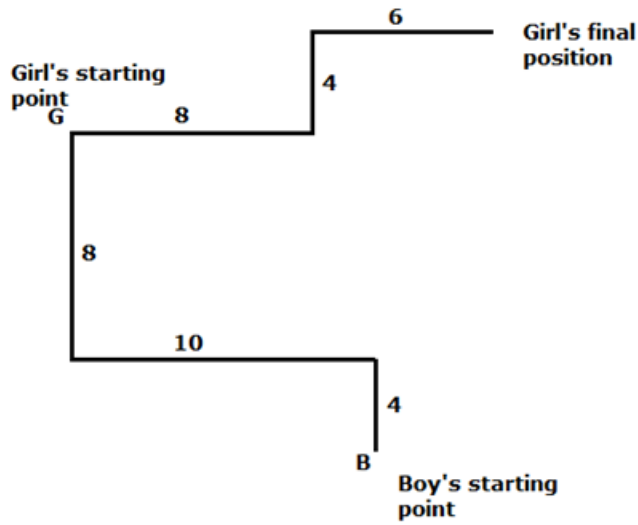 6
Girl's final
position
Girl's starting
point
4
G
8
8
10
4
B
Boy's starting
point